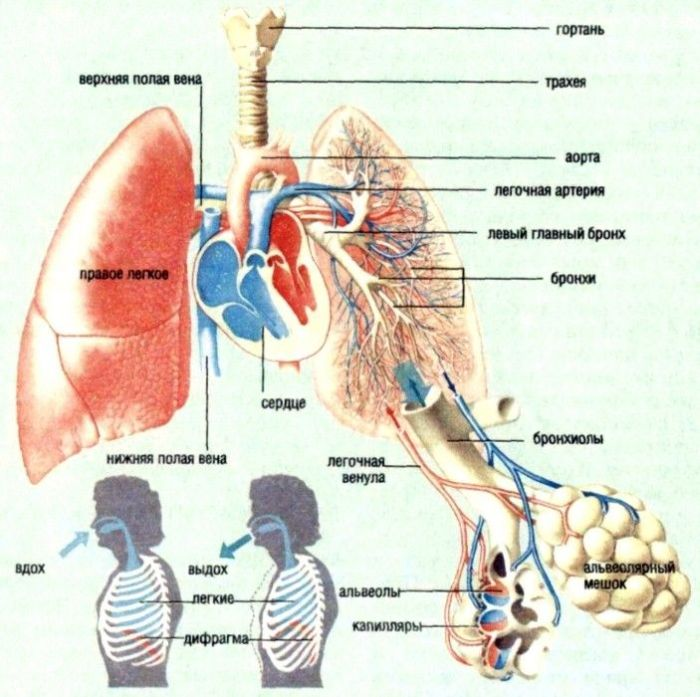 гортань
верхняя полая вена
трахея
аорта
легочная артерия
левый главный бронх
правое легкое
бронхи
сердце
бронхиолы
нижняя полая вена
легочная
венула
вдох
выдох
легкие
альвеолы
альвеолярный
мешок
капилляры
дифрагма